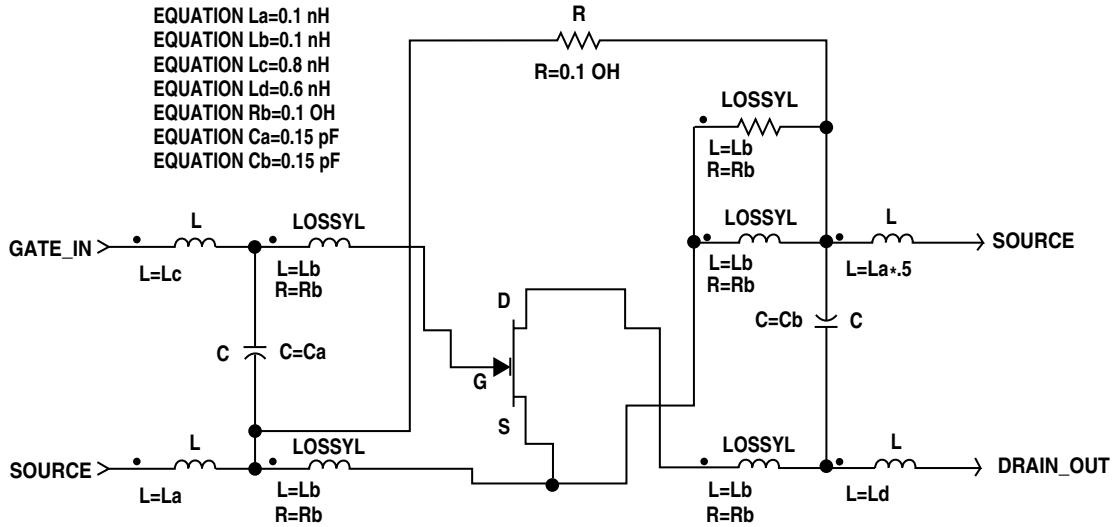 EQUATION La=0.1 nH
EQUATION Lb=0.1 nH
EQUATION Lc=0.8 nH
EQUATION Ld=0.6 nH
EQUATION Rb=0.1 OH
EQUATION Ca=0.15 pF
EQUATION Cb=0.15 pF
R
R=0.1 OH
LOSSYL
L=Lb
R=Rb
GATE_IN
L
L=Lc
LOSSYL
L=Lb
R=Rb
LOSSYL
L=Lb
R=Rb
L
L=La*.5
SOURCE
D
G
S
C
C=Ca
C=Cb
C
SOURCE
L
L=La
LOSSYL
L=Lb
R=Rb
LOSSYL
L=Lb
R=Rb
L
L=Ld
DRAIN_OUT